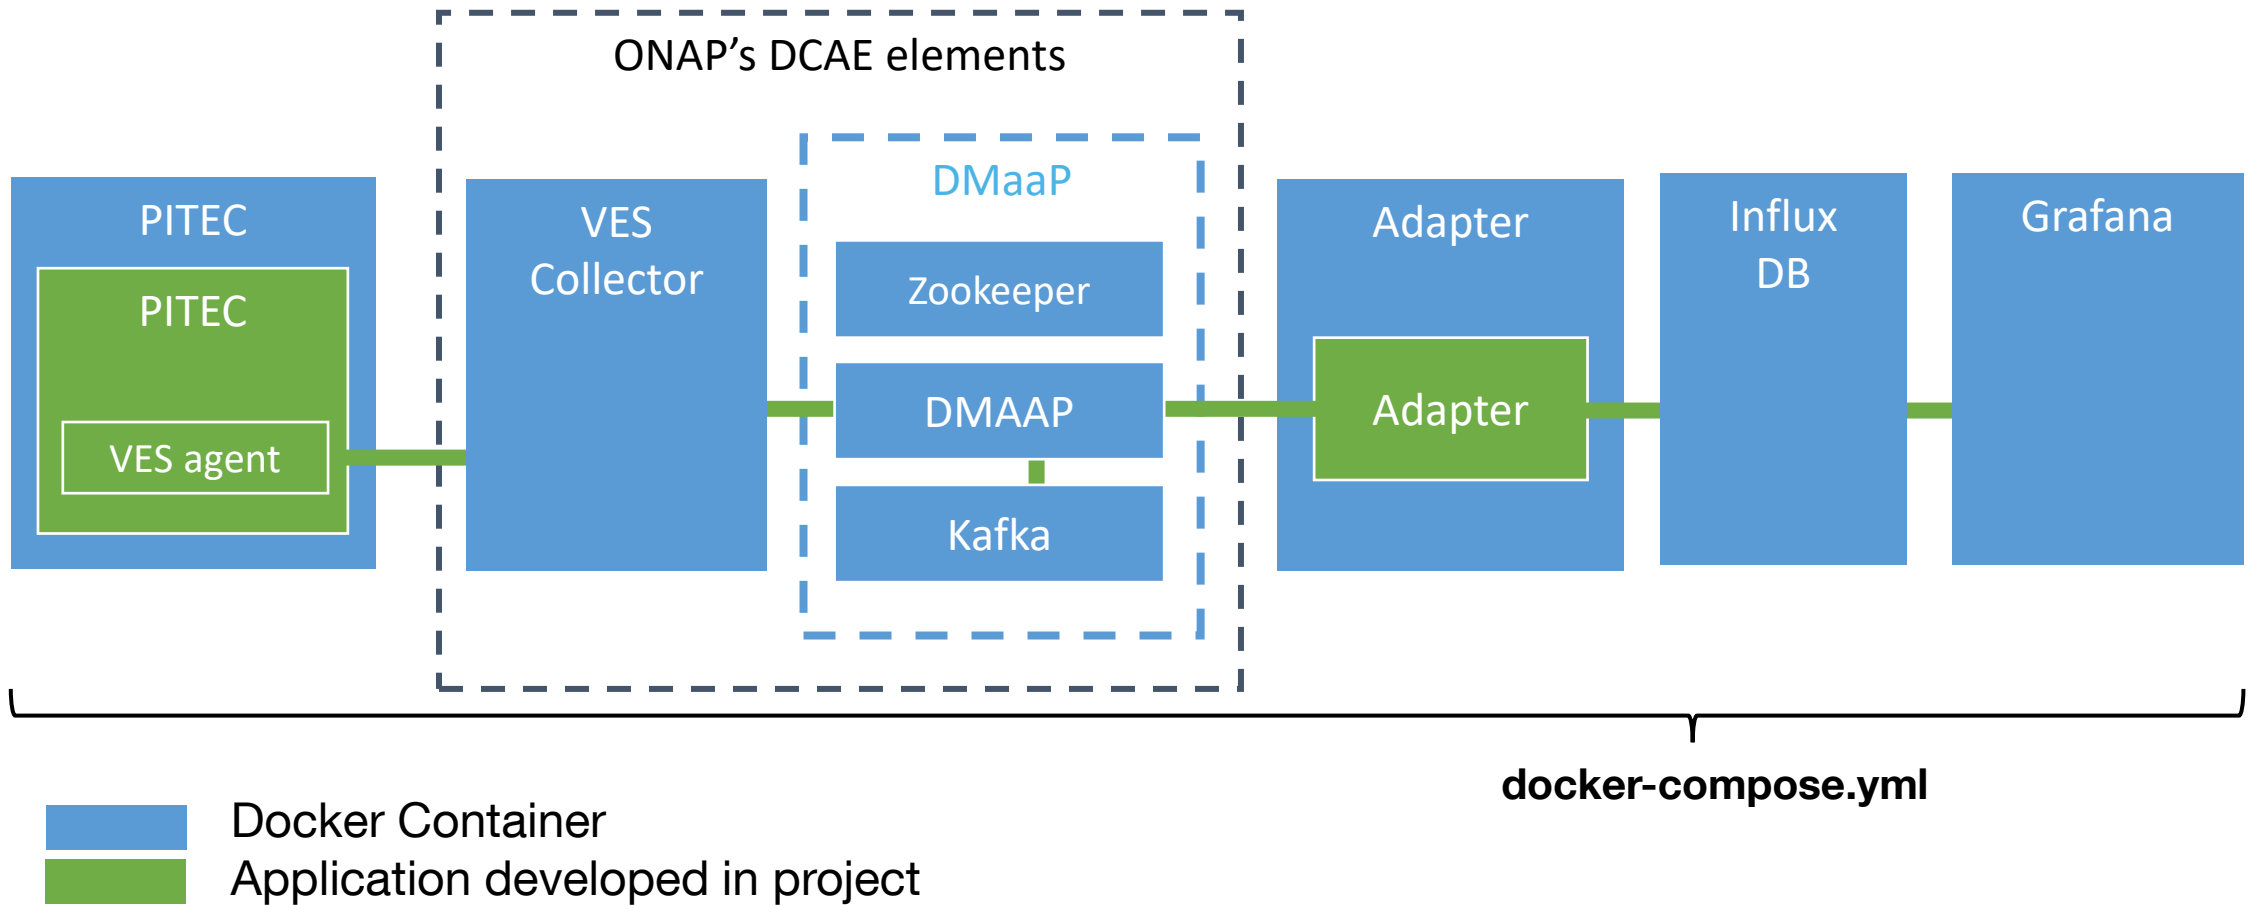 ONAP’s DCAE elements
PITEC
PITEC
VES agent
VES
Collector
DMaaP
Zookeeper
DMAAP
Kafka
Adapter
Adapter
Influx
DB
Grafana
docker-compose.yml
Docker Container
Application developed in project